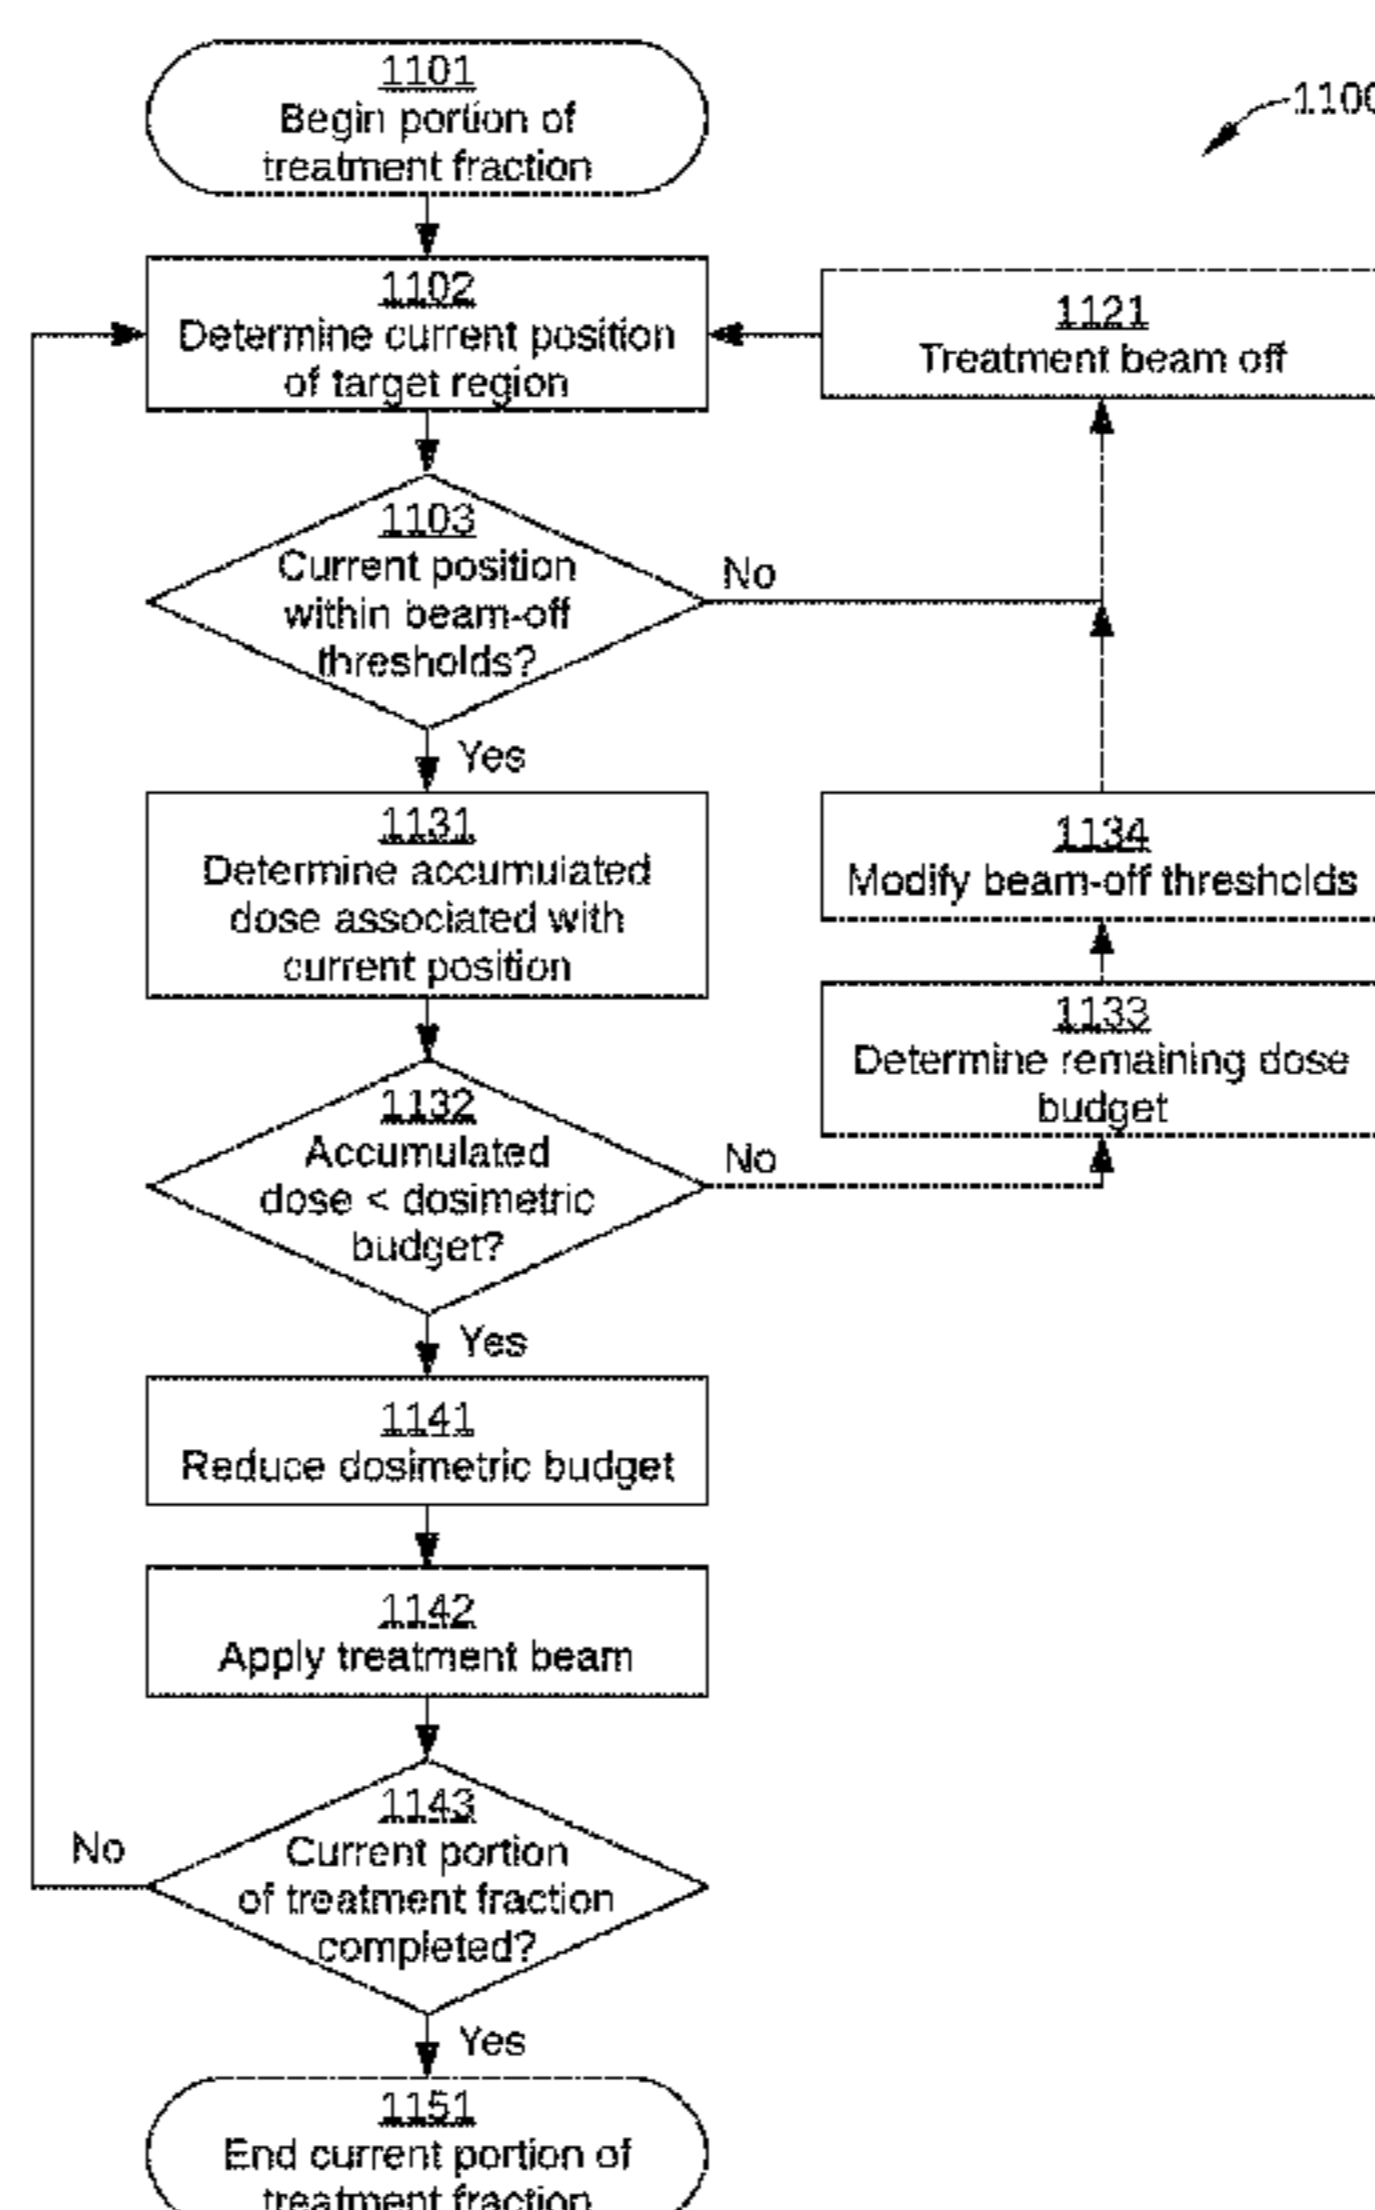 1101
Begin portion of
treatment fraction
1100
1102
Determine current position
of target region
1121
Treatment beam off
1103
Current position
within beam-off
thresholds?
No
Yes
1131
Determine accumulated
dose associated with
current position
1134
Modify beam-off thresholds
1133
Determine remaining dose
budget
1132
Accumulated
dose < dosimetric
budget?
No
Yes
1141
Reduce dosimetric budget
1142
Apply treatment beam
1143
Current portion
of treatment fraction
completed?
No
Yes
1151
End current portion of
treatment fraction